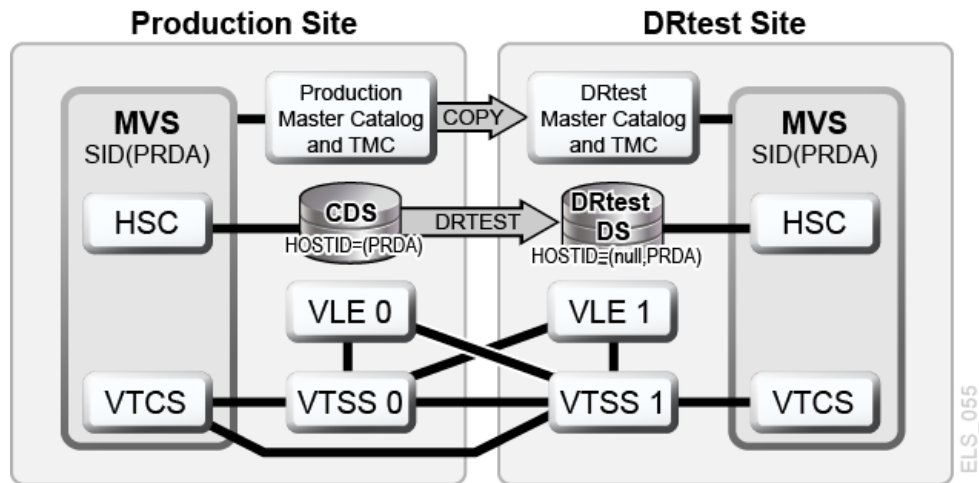 Production Site
DRtest Site
MVS
SID(PRDA)
Production
Master Catalog
and TMC
COPY
DRtest
Master Catalog
and TMC
MVS
SID(PRDA)
HSC
CDS
HOSTID=(PRDA)
DRTEST
DRtest
DS
HOSTID=(null,PRDA)
HSC
VLE 0
VLE 1
VTCS
VTSS 0
VTSS 1
VTCS
ELS_055